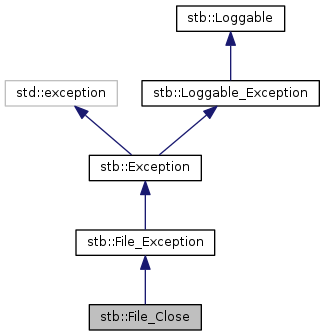 stb::Loggable
std::exception
stb::Loggable_Exception
stb::Exception
stb::File_Exception
stb::File_Close